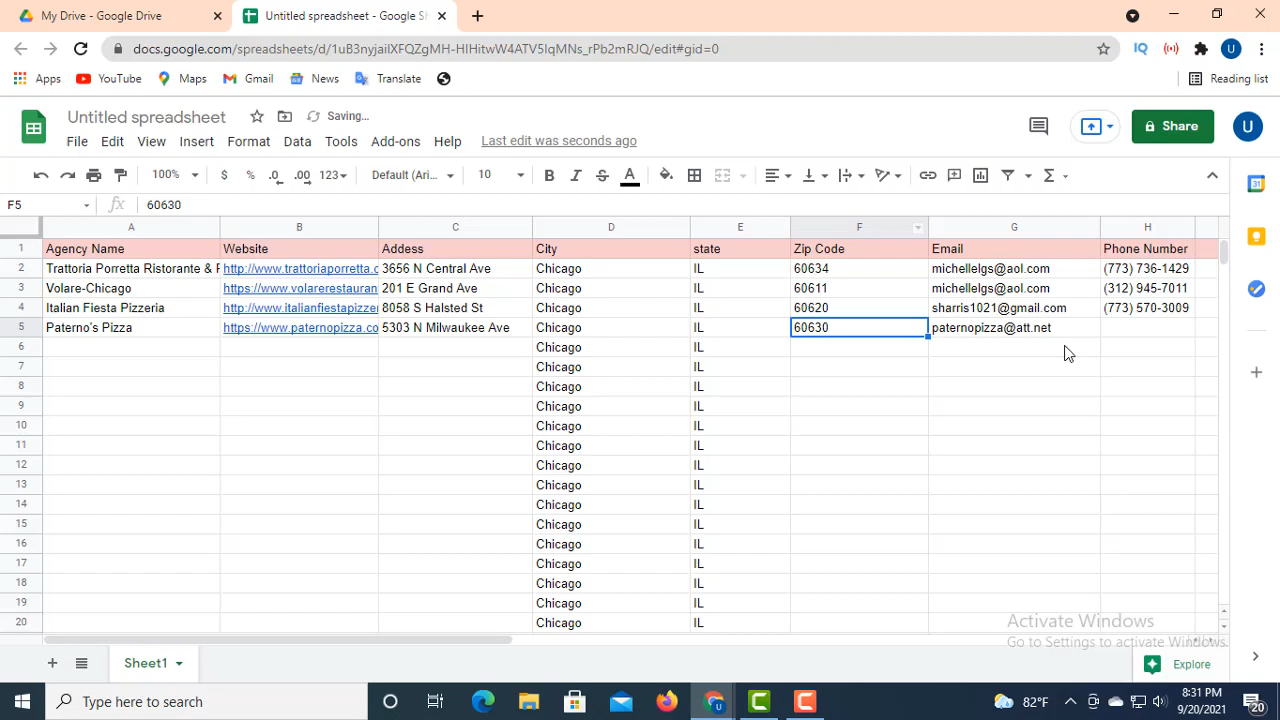 My Drive - Google Drive
Untitled spreadsheet - Google Sh
docs.google.com/spreadsheets/d/
/edit#gid=0
Apps YouTube Maps Gmail News Translate Reading list
Untitled spreadsheet Saving...
File Edit View Insert Format Data Tools Add-ons Help Last edit was seconds ago
Share U
100% $ % .0 .00 123 Default (Ari... 10
F5 fx 60630
A B C D E F G H
1 Agency Name Website Addess City state Zip Code Email Phone Number
2 Trattoria Porretta Ristorante & P http://www.trattoriaporretta.c 3656 N Central Ave Chicago IL 60634 michellelgs@aol.com (773) 736-1429
3 Volare-Chicago https://www.volarerestauran 201 E Grand Ave Chicago IL 60611 michellelgs@aol.com (312) 945-7011
4 Italian Fiesta Pizzeria http://www.italianfiestapizzer 8058 S Halsted St Chicago IL 60620 sharris1021@gmail.com (773) 570-3009
5 Paterno's Pizza https://www.paternopizza.co 5303 N Milwaukee Ave Chicago IL 60630 paternopizza@att.net
6 Chicago IL
7 Chicago IL
8 Chicago IL
9 Chicago IL
10 Chicago IL
11 Chicago IL
12 Chicago IL
13 Chicago IL
14 Chicago IL
15 Chicago IL
16 Chicago IL
17 Chicago IL
18 Chicago IL
19 Chicago IL
20 Chicago IL
Activate Windows
Go to Settings to activate Windows.
Sheet1 Explore
Type here to search
82°F
8:31 PM
9/20/2021
20